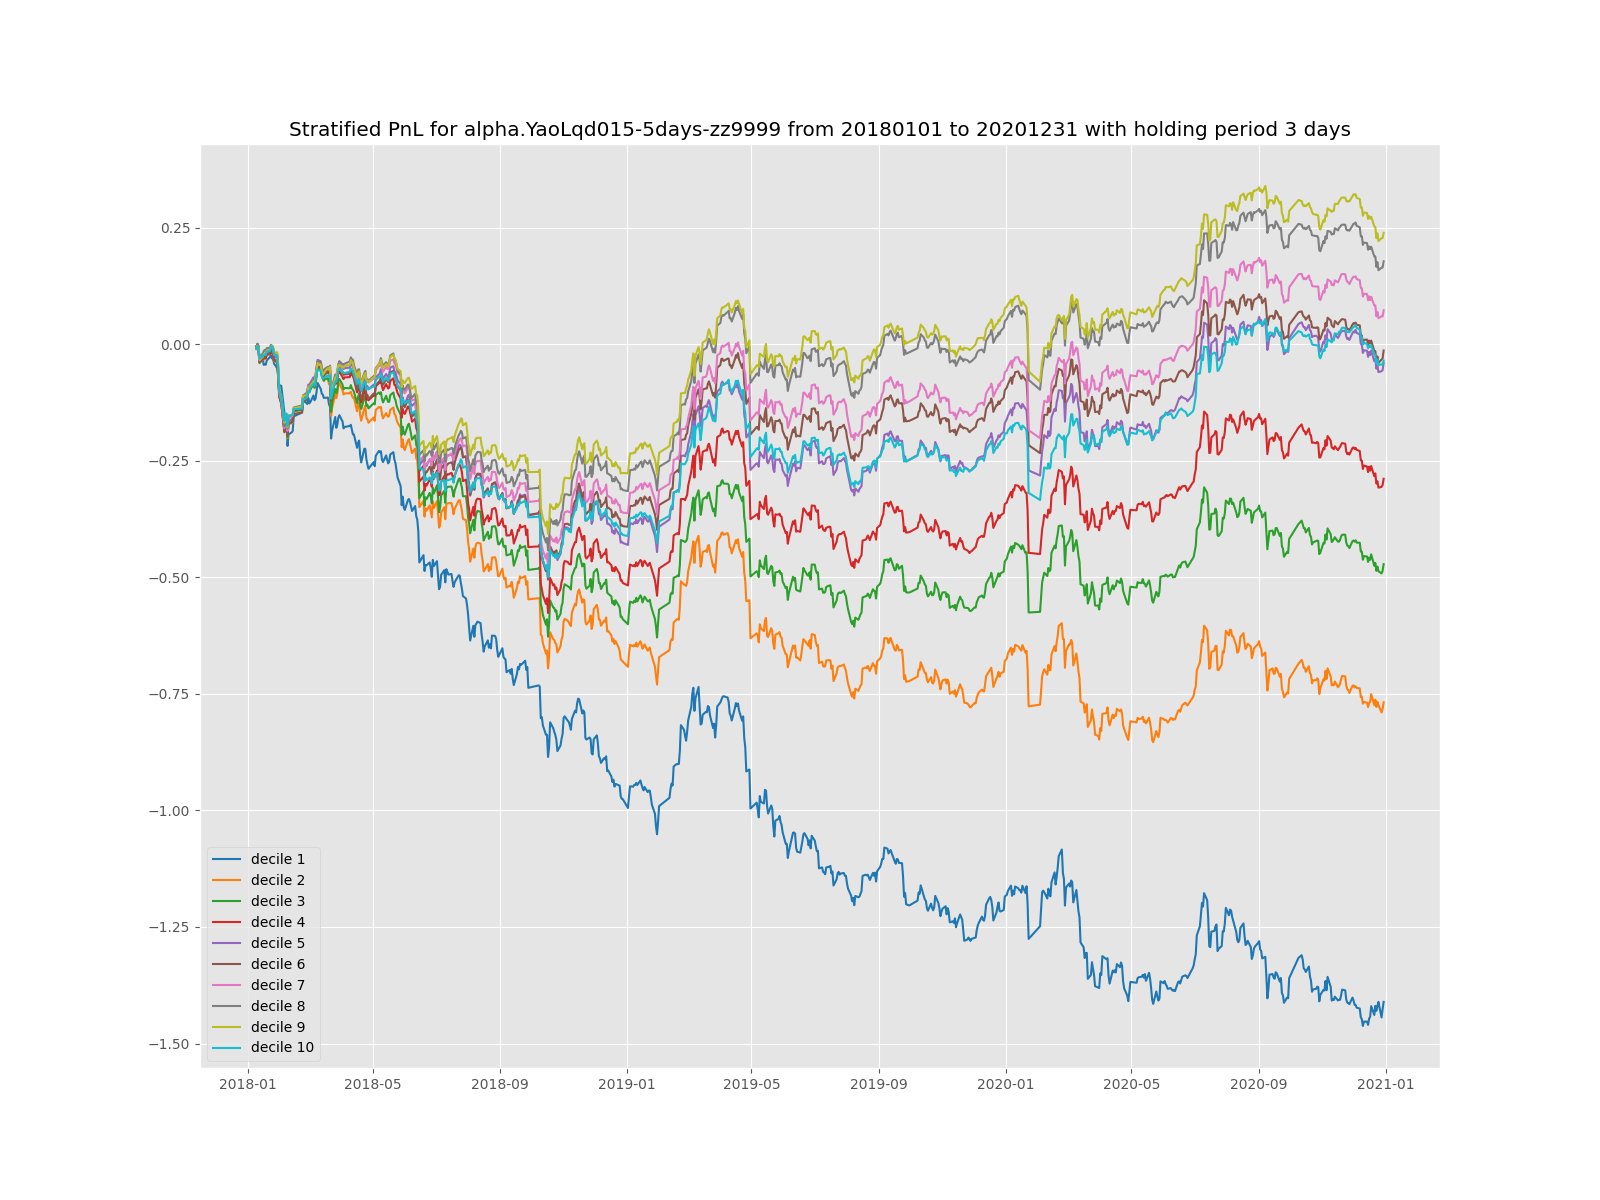 Stratified PnL for alpha.YaoLqd015-5days-zz9999 from 20180101 to 20201231 with holding period 3 days
0.25
0.00
−0.25
−0.50
−0.75
−1.00
−1.25
−1.50
decile 1
decile 2
decile 3
decile 4
decile 5
decile 6
decile 7
decile 8
decile 9
decile 10
2018-01 2018-05 2018-09 2019-01 2019-05 2019-09 2020-01 2020-05 2020-09 2021-01